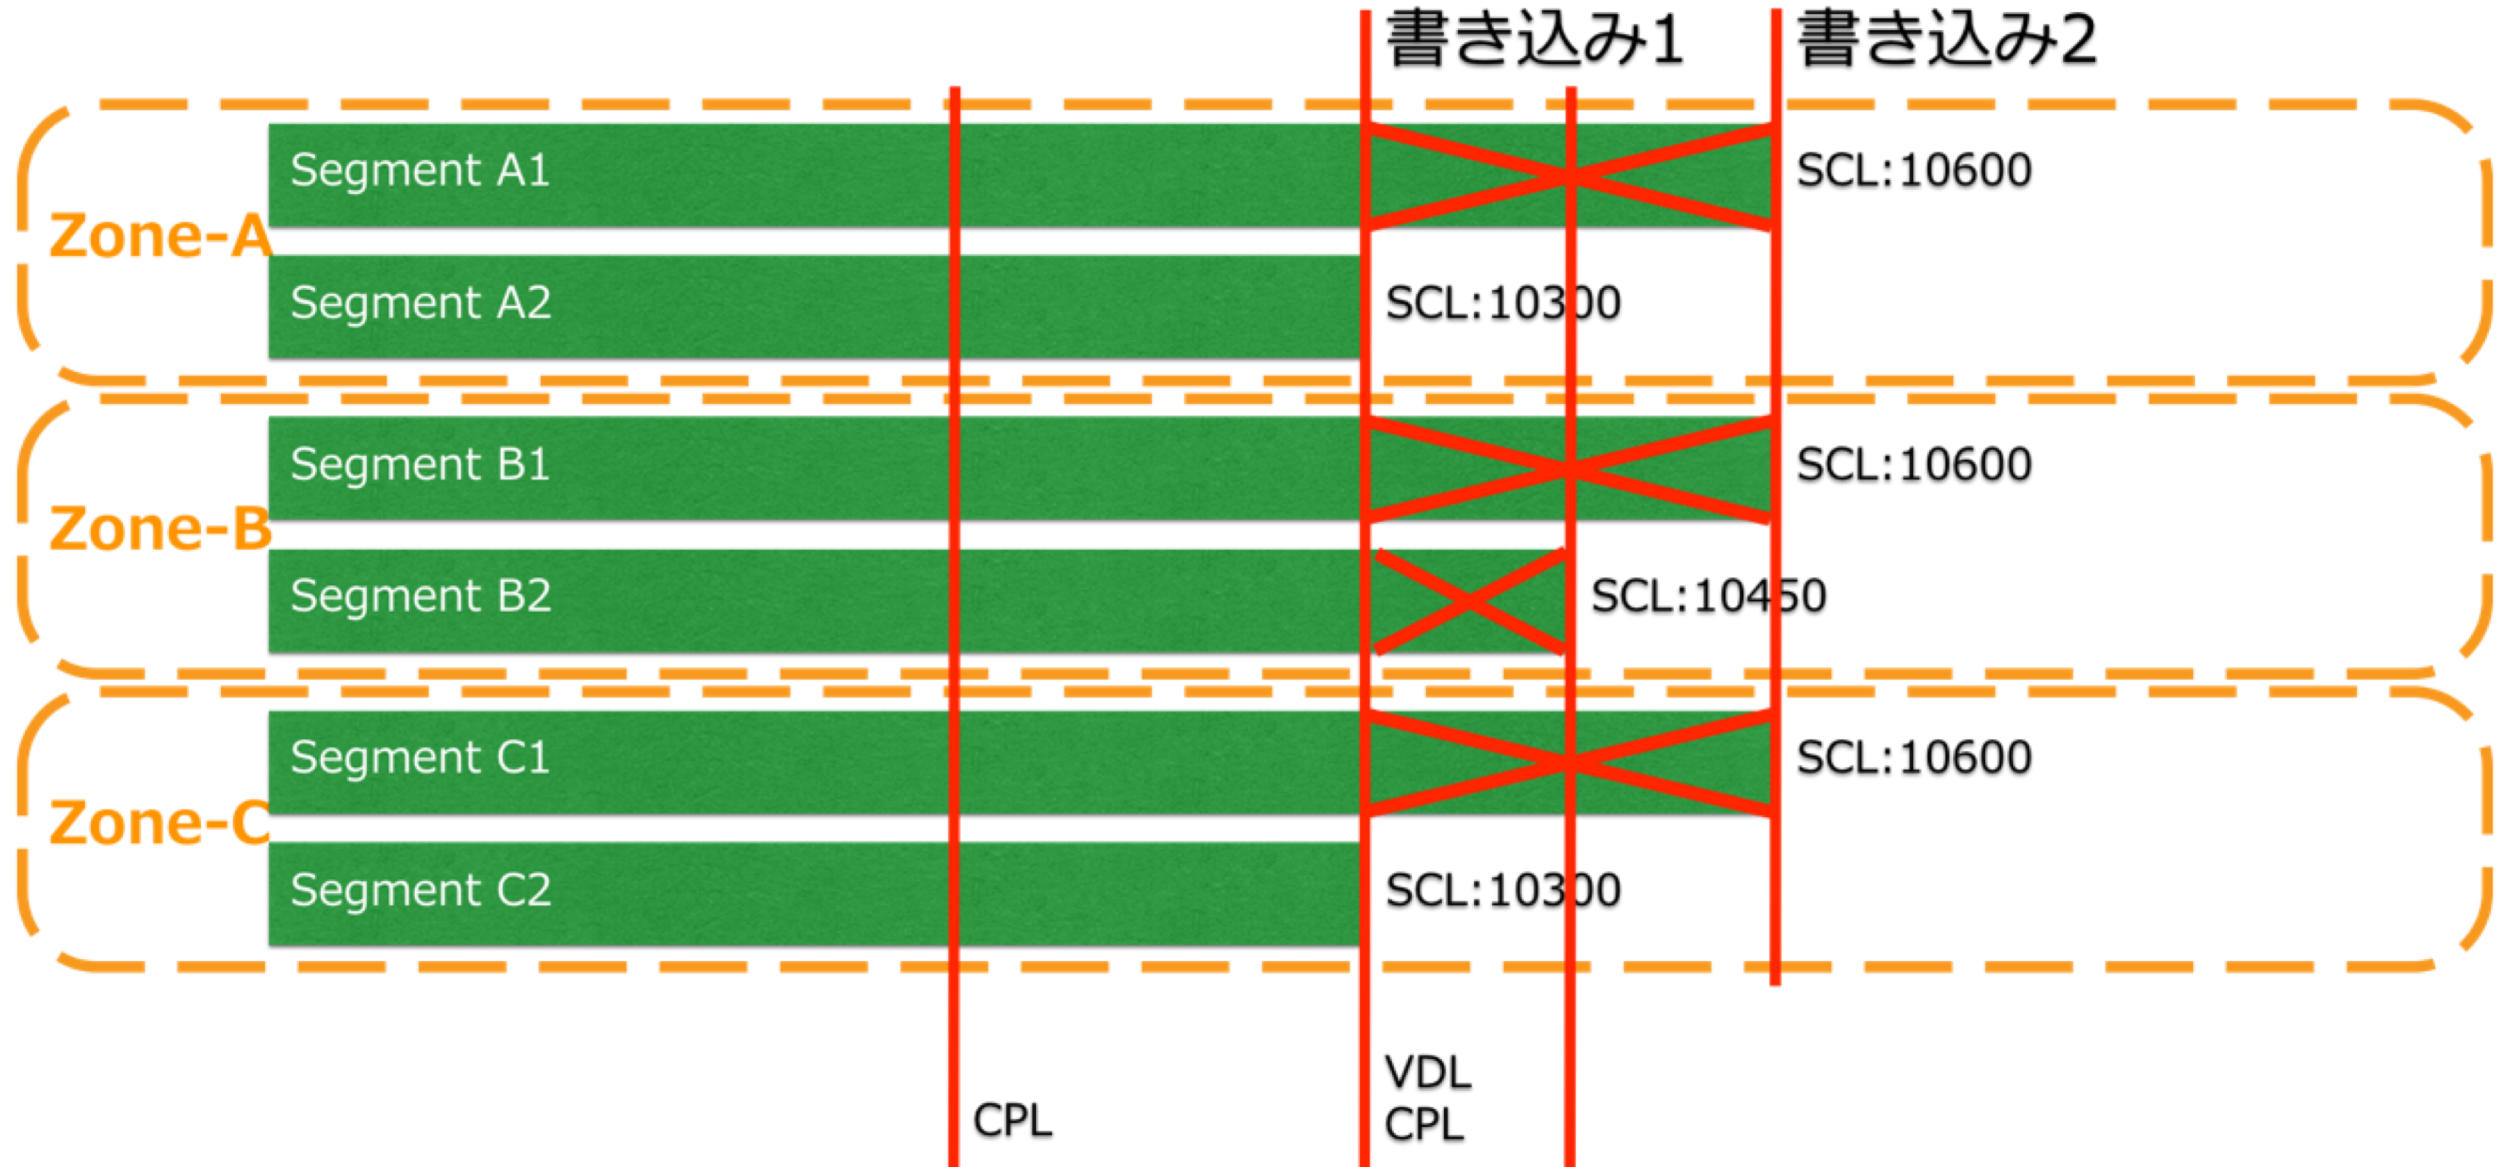 書き込み1
書き込み2
Zone-A
Segment A1
SCL:10600
Segment A2
SCL:10300
Zone-B
Segment B1
SCL:10600
Segment B2
SCL:10450
Zone-C
Segment C1
SCL:10600
Segment C2
SCL:10300
CPL
VDL
CPL